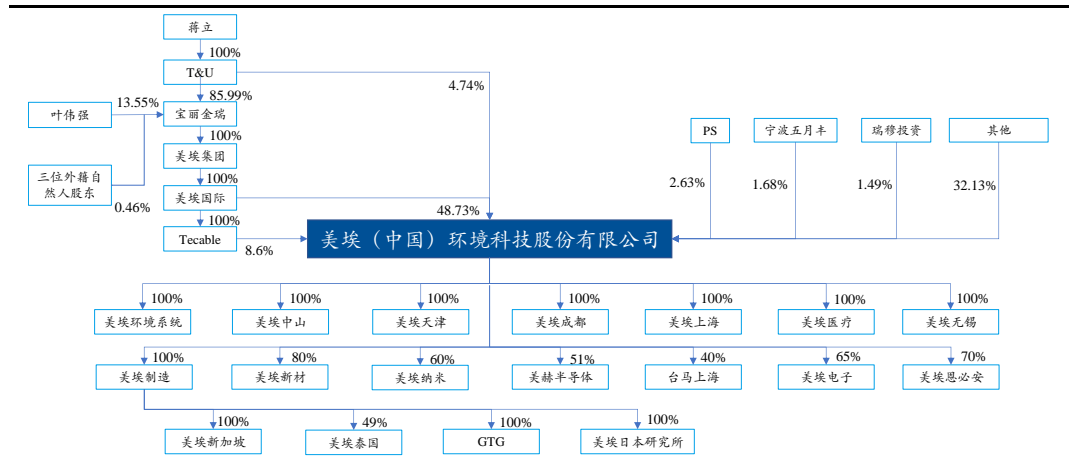 蒋立
100%
T&U
4.74%
85.99%
13.55%
叶伟强
宝丽金瑞
PS
宁波五月丰
瑞穆投资
其他
100%
美埃集团
三位外籍自
然人股东
100%
2.63%
1.68%
1.49%
32.13%
美埃国际
0.46%
48.73%
100%
Tecable
8.6%
美埃（中国）环境科技股份有限公司
100%
100%
100%
100%
100%
100%
100%
美埃环境系统
美埃中山
美埃天津
美埃成都
美埃上海
美埃医疗
美埃无锡
100%
80%
60%
51%
40%
65%
70%
美埃制造
美埃新材
美埃纳米
美赫半导体
台马上海
美埃电子
美埃恩必安
100%
49%
100%
100%
美埃新加坡
美埃泰国
GTG
美埃日本研究所